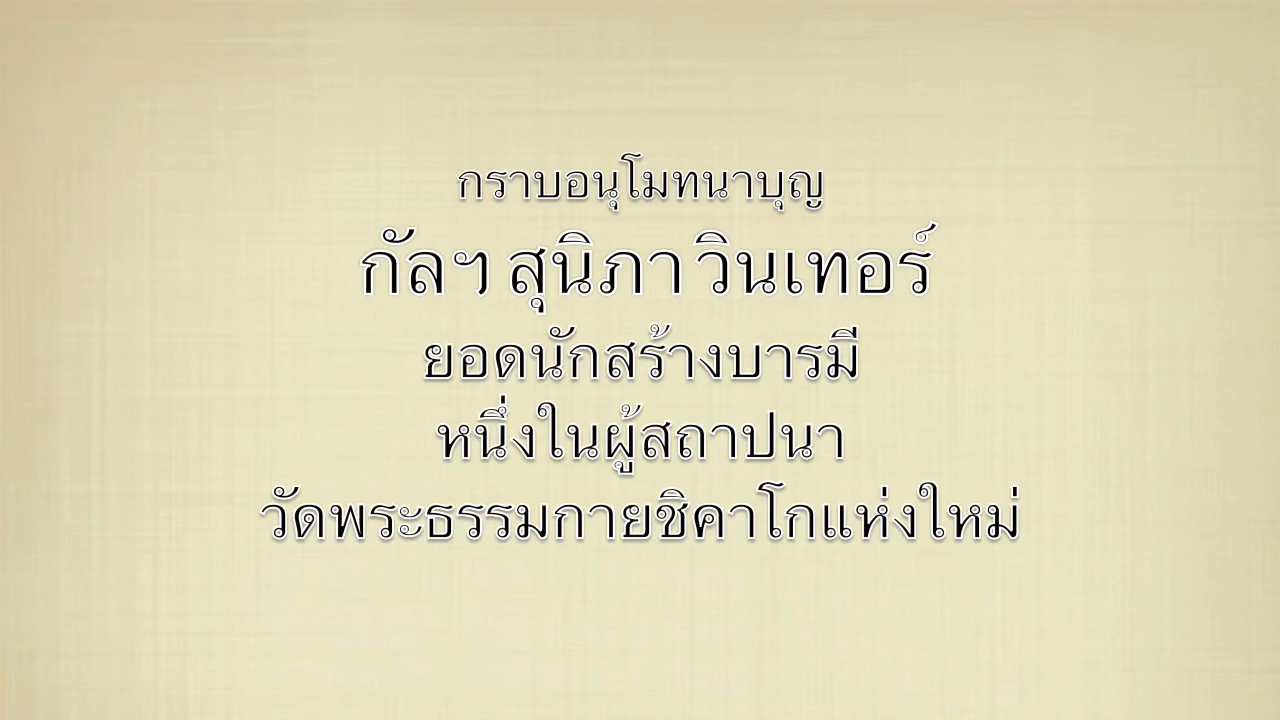 กราบอนุโมทนาบุญ
กัลฯ สุนิภา วินเทอร์
ยอดนักสร้างบารมี
หนึ่งในผู้สถาปนา
วัดพระธรรมกายชิคาโกแห่งใหม่